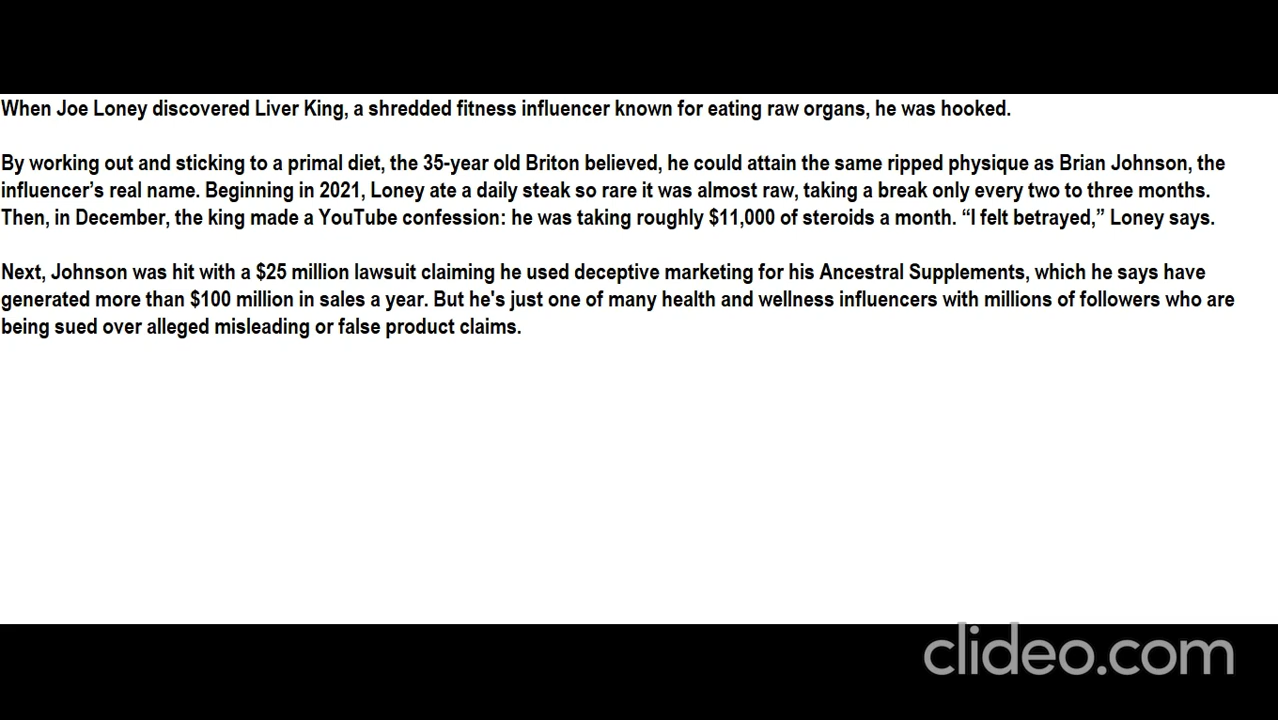 When Joe Loney discovered Liver King, a shredded fitness influencer known for eating raw organs, he was hooked.
By working out and sticking to a primal diet, the 35-year old Briton believed, he could attain the same ripped physique as Brian Johnson, the
influencer’s real name. Beginning in 2021, Loney ate a daily steak so rare it was almost raw, taking a break only every two to three months.
Then, in December, the king made a YouTube confession: he was taking roughly $11,000 of steroids a month. “I felt betrayed,” Loney says.
Next, Johnson was hit with a $25 million lawsuit claiming he used deceptive marketing for his Ancestral Supplements, which he says have
generated more than $100 million in sales a year. But he's just one of many health and wellness influencers with millions of followers who are
being sued over alleged misleading or false product claims.
clideo.com